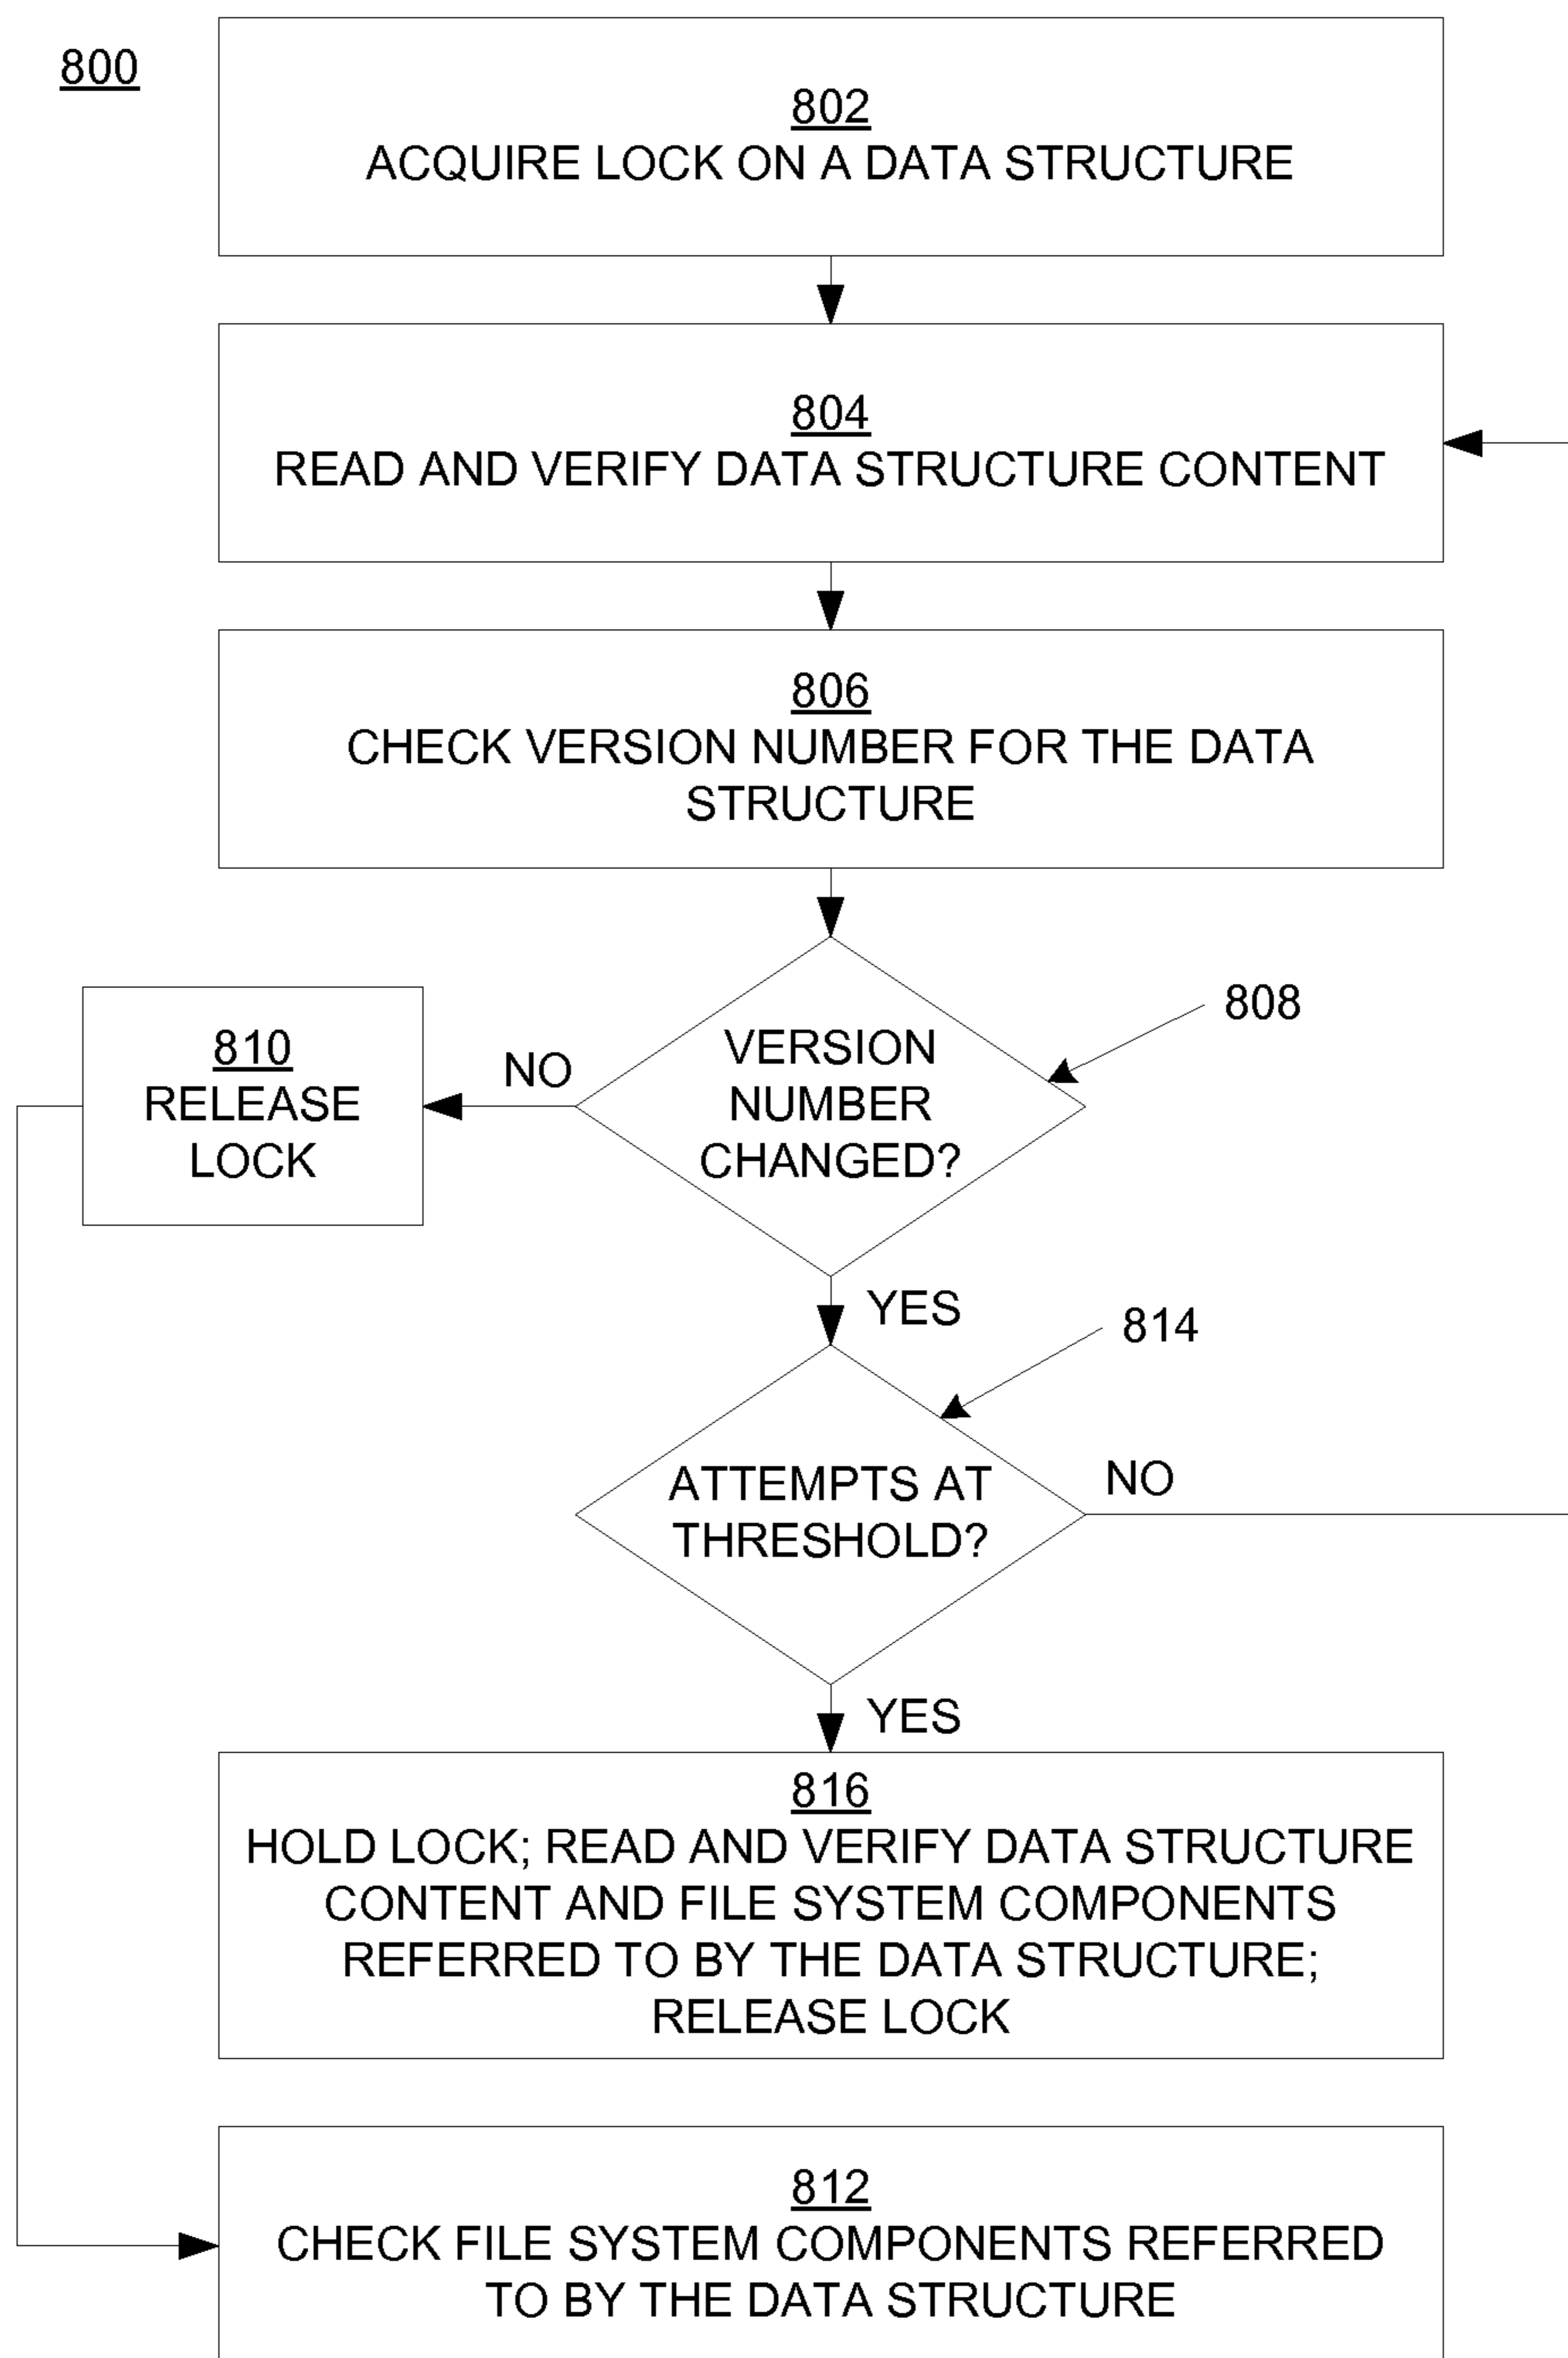 800
802
ACQUIRE LOCK ON A DATA STRUCTURE
804
READ AND VERIFY DATA STRUCTURE CONTENT
806
CHECK VERSION NUMBER FOR THE DATA
STRUCTURE
808
VERSION
NUMBER
CHANGED?
NO
810
RELEASE
LOCK
YES
814
ATTEMPTS AT
THRESHOLD?
NO
YES
816
HOLD LOCK; READ AND VERIFY DATA STRUCTURE
CONTENT AND FILE SYSTEM COMPONENTS
REFERRED TO BY THE DATA STRUCTURE;
RELEASE LOCK
812
CHECK FILE SYSTEM COMPONENTS REFERRED
TO BY THE DATA STRUCTURE